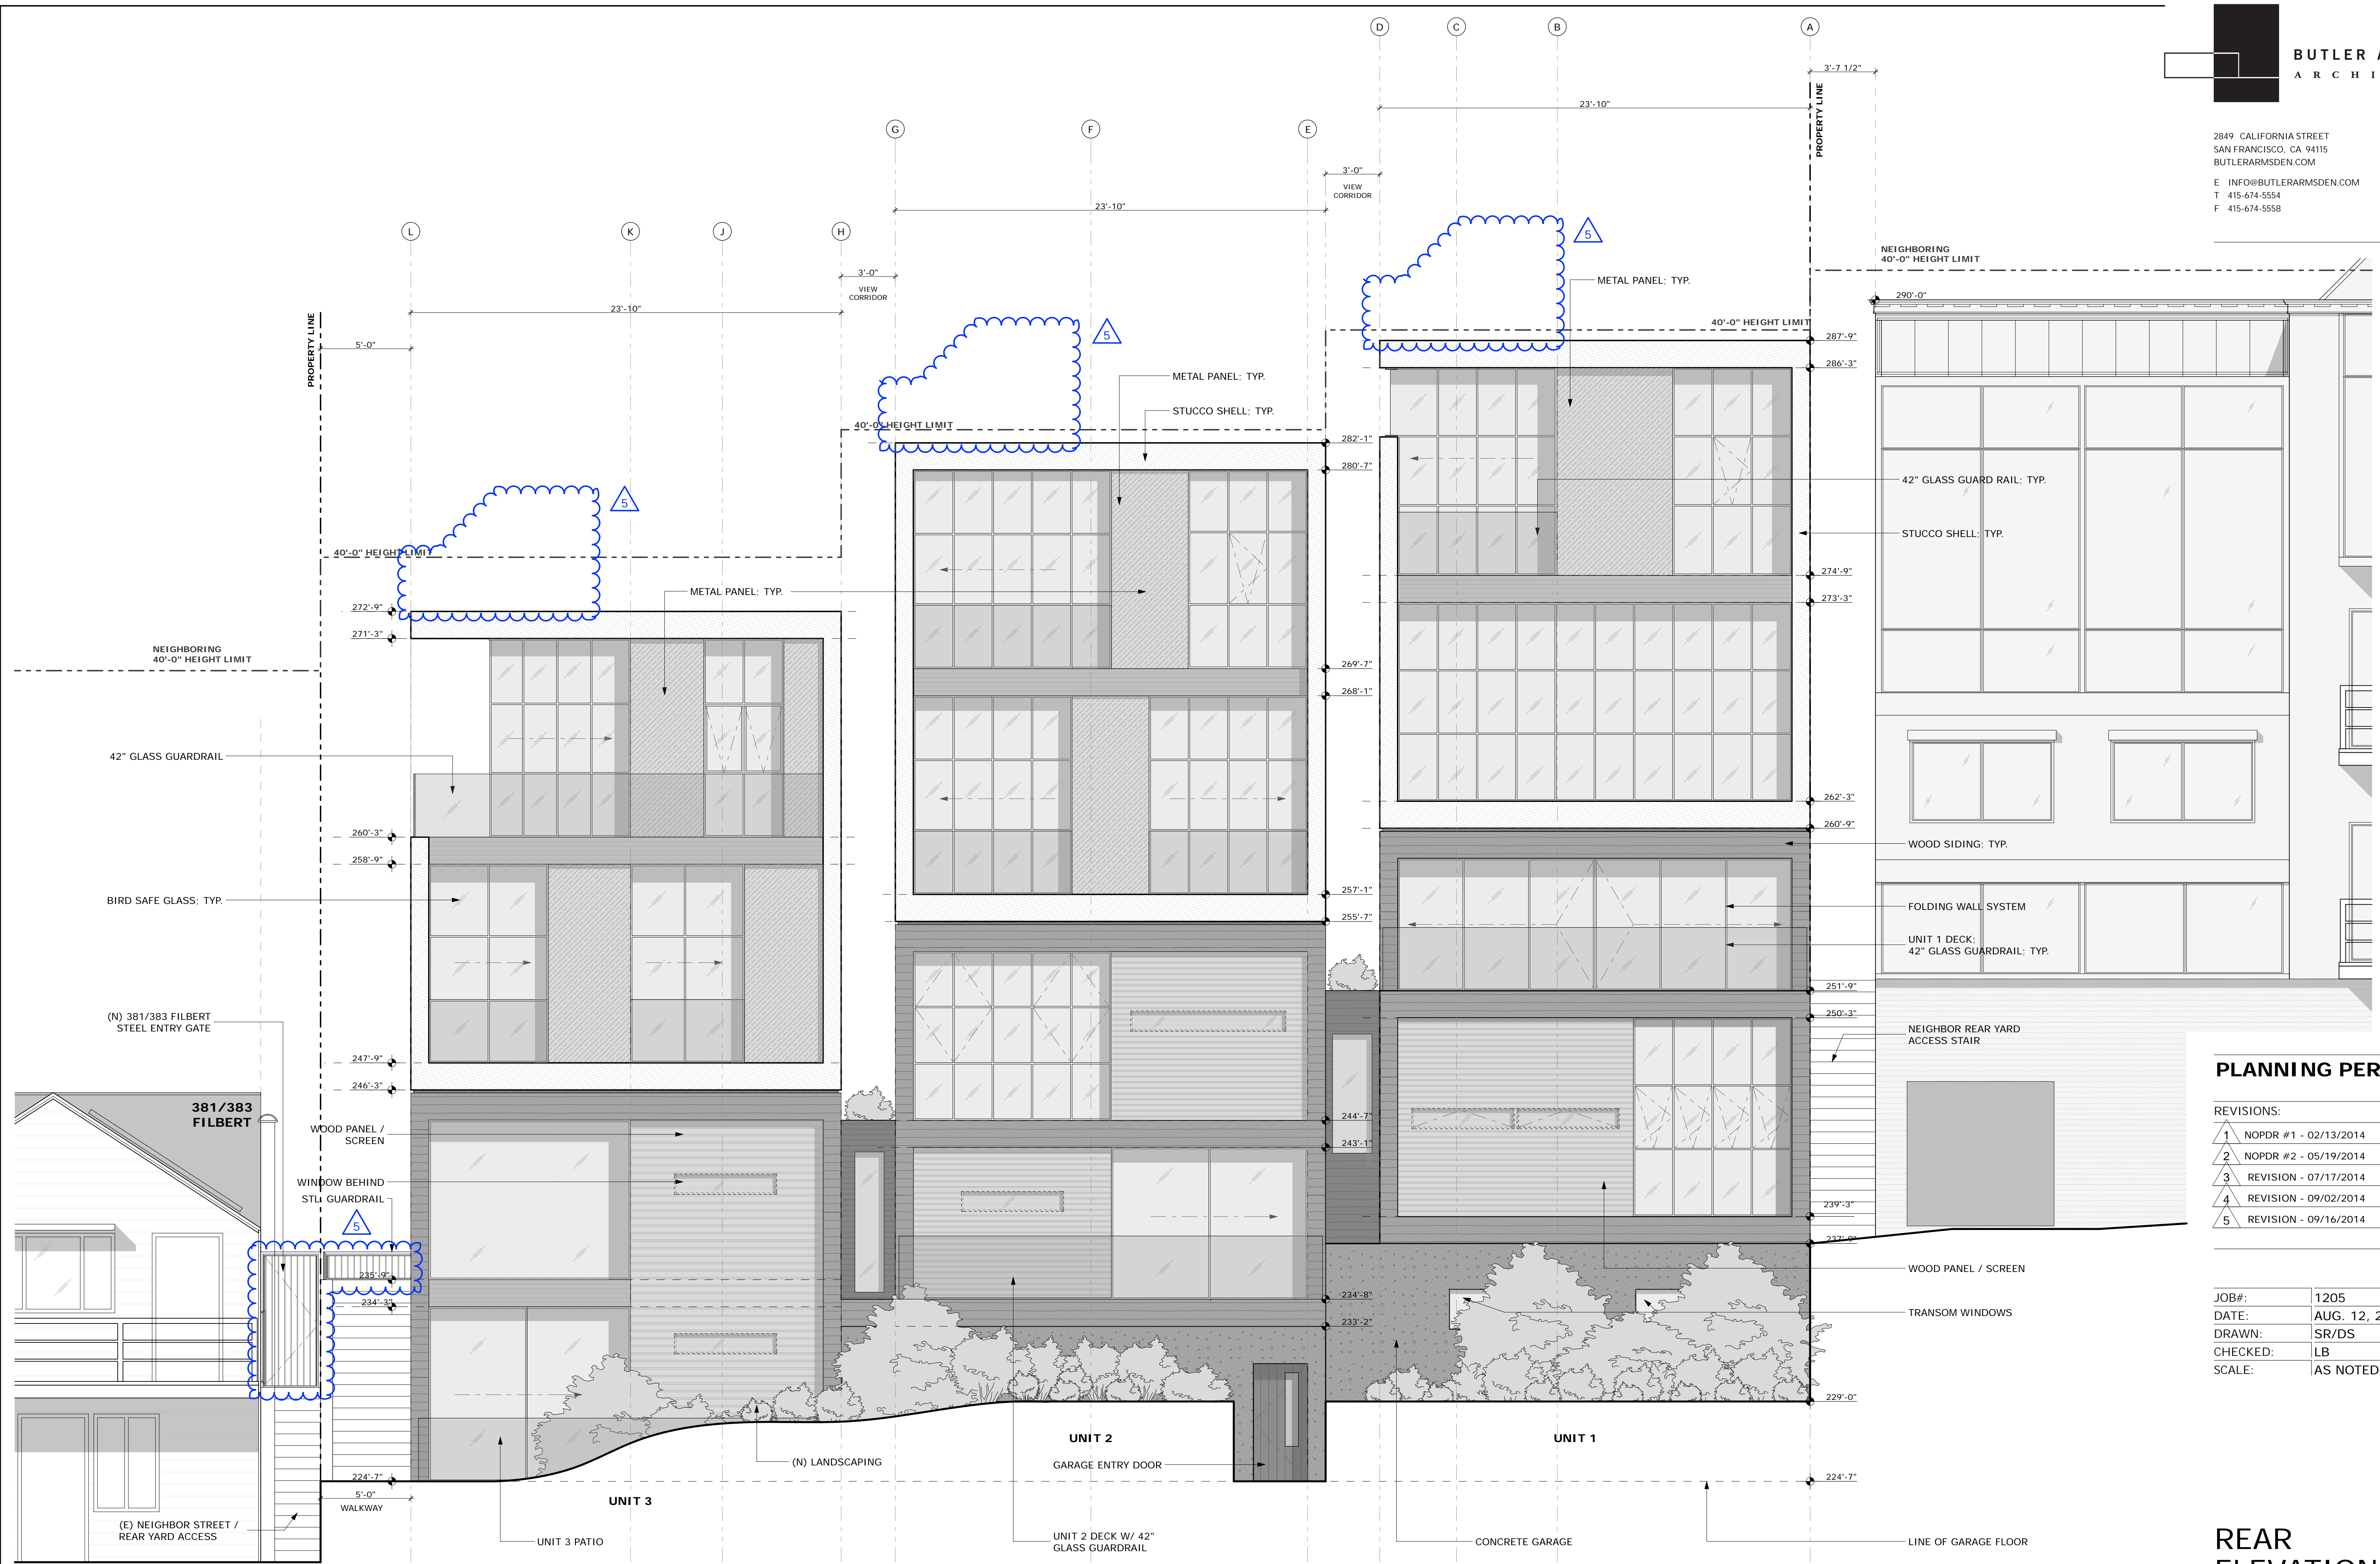 D
C
B
A
3'-7 1/2"
23'-10"
PROPERTY LINE
G
F
E
3'-0"
VIEW
CORRIDOR
23'-10"
5
L
K
J
H
3'-0"
VIEW
CORRIDOR
23'-10"
5
METAL PANEL; TYP.
NEIGHBORING
40'-0" HEIGHT LIMIT
290'-0"
PROPERTY LINE
5'-0"
40'-0" HEIGHT LIMIT
287'-9"
286'-3"
METAL PANEL; TYP.
STUCCO SHELL; TYP.
40'-0" HEIGHT LIMIT
282'-1"
280'-7"
5
42" GLASS GUARD RAIL; TYP.
STUCCO SHELL; TYP.
40'-0" HEIGHT LIMIT
METAL PANEL; TYP.
274'-9"
273'-3"
272'-9"
271'-3"
NEIGHBORING
40'-0" HEIGHT LIMIT
269'-7"
268'-1"
42" GLASS GUARDRAIL
262'-3"
260'-9"
260'-3"
258'-9"
WOOD SIDING; TYP.
BIRD SAFE GLASS; TYP.
257'-1"
255'-7"
FOLDING WALL SYSTEM
UNIT 1 DECK;
42" GLASS GUARDRAIL; TYP.
251'-9"
250'-3"
(N) 381/383 FILBERT
STEEL ENTRY GATE
NEIGHBOR REAR YARD
ACCESS STAIR
247'-9"
246'-3"
381/383
FILBERT
WOOD PANEL /
SCREEN
244'-7"
243'-1"
WINDOW BEHIND
STL. GUARDRAIL
5
239'-3"
237'-9"
235'-9"
234'-3"
234'-8"
233'-2"
WOOD PANEL / SCREEN
TRANSOM WINDOWS
229'-0"
UNIT 2
UNIT 1
(N) LANDSCAPING
GARAGE ENTRY DOOR
224'-7"
224'-7"
5'-0"
WALKWAY
UNIT 3
(E) NEIGHBOR STREET /
REAR YARD ACCESS
UNIT 3 PATIO
UNIT 2 DECK W/ 42"
GLASS GUARDRAIL
CONCRETE GARAGE
LINE OF GARAGE FLOOR
BUTLER A
ARCHI
2849 CALIFORNIA STREET
SAN FRANCISCO, CA 94115
BUTLERARMSDEN.COM
E INFO@BUTLERARMSDEN.COM
T 415-674-5554
F 415-674-5558
PLANNING PER
REVISIONS:
1 NOPDR #1 - 02/13/2014
2 NOPDR #2 - 05/19/2014
3 REVISION - 07/17/2014
4 REVISION - 09/02/2014
5 REVISION - 09/16/2014
JOB#: 1205
DATE: AUG. 12, 2
DRAWN: SR/DS
CHECKED: LB
SCALE: AS NOTED
REAR
ELEVATION